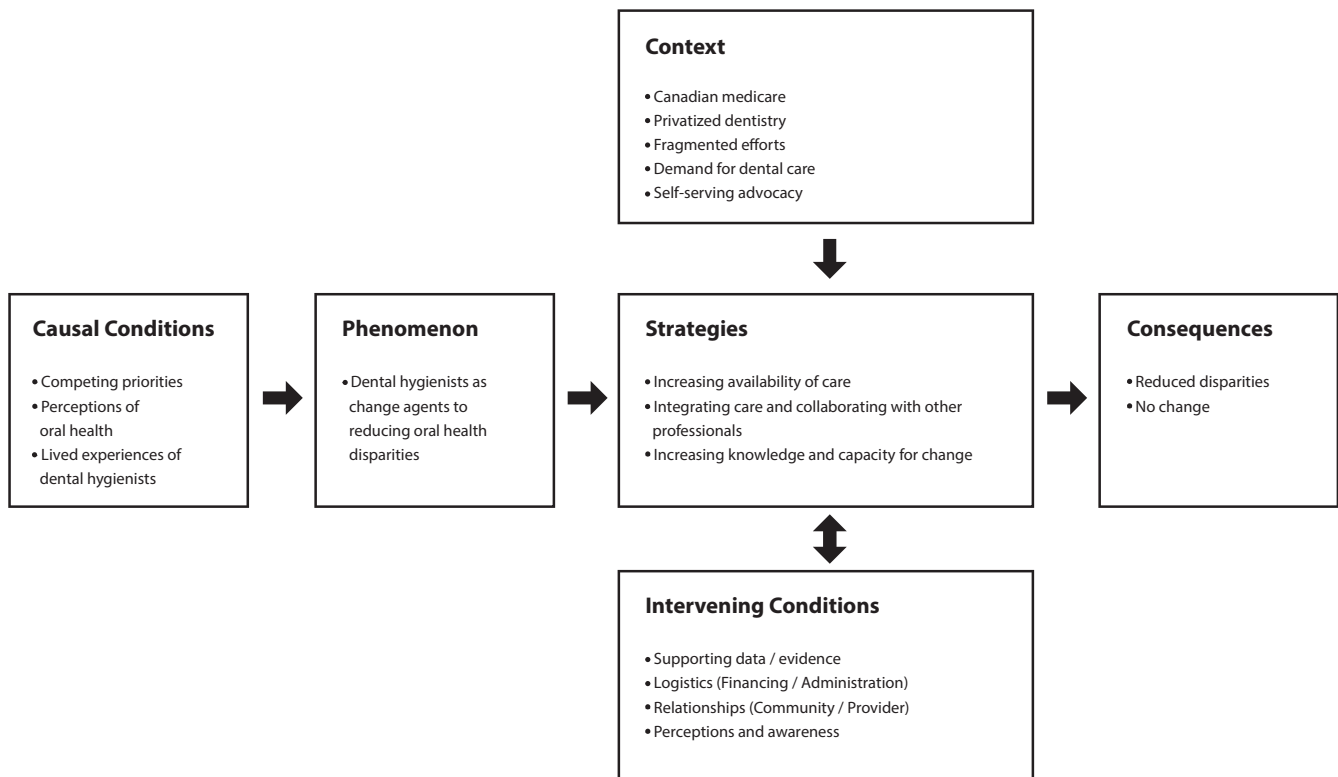 Context
• Canadian medicare
• Privatized dentistry
• Fragmented efforts
• Demand for dental care
• Self-serving advocacy
Causal Conditions
• Competing priorities
• Perceptions of
oral health
• Lived experiences of
dental hygienists
Phenomenon
• Dental hygienists as
change agents to
reducing oral health
disparities
Strategies
• Increasing availability of care
• Integrating care and collaborating with other
professionals
• Increasing knowledge and capacity for change
Consequences
• Reduced disparities
• No change
Intervening Conditions
• Supporting data / evidence
• Logistics (Financing / Administration)
• Relationships (Community / Provider)
• Perceptions and awareness